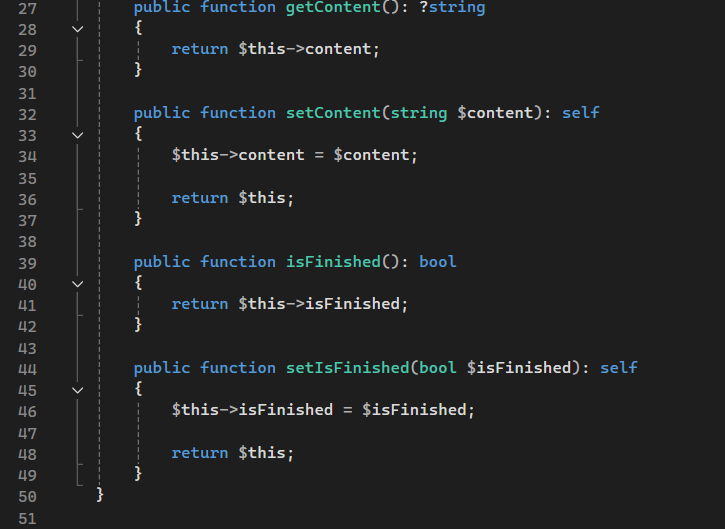 27 public function getContent(): ?string
28 {
29 return $this->content;
30 }
31
32 public function setContent(string $content): self
33 {
34 $this->content = $content;
35
36 return $this;
37 }
38
39 public function isFinished(): bool
40 {
41 return $this->isFinished;
42 }
43
44 public function setIsFinished(bool $isFinished): self
45 {
46 $this->isFinished = $isFinished;
47
48 return $this;
49 }
50 }
51